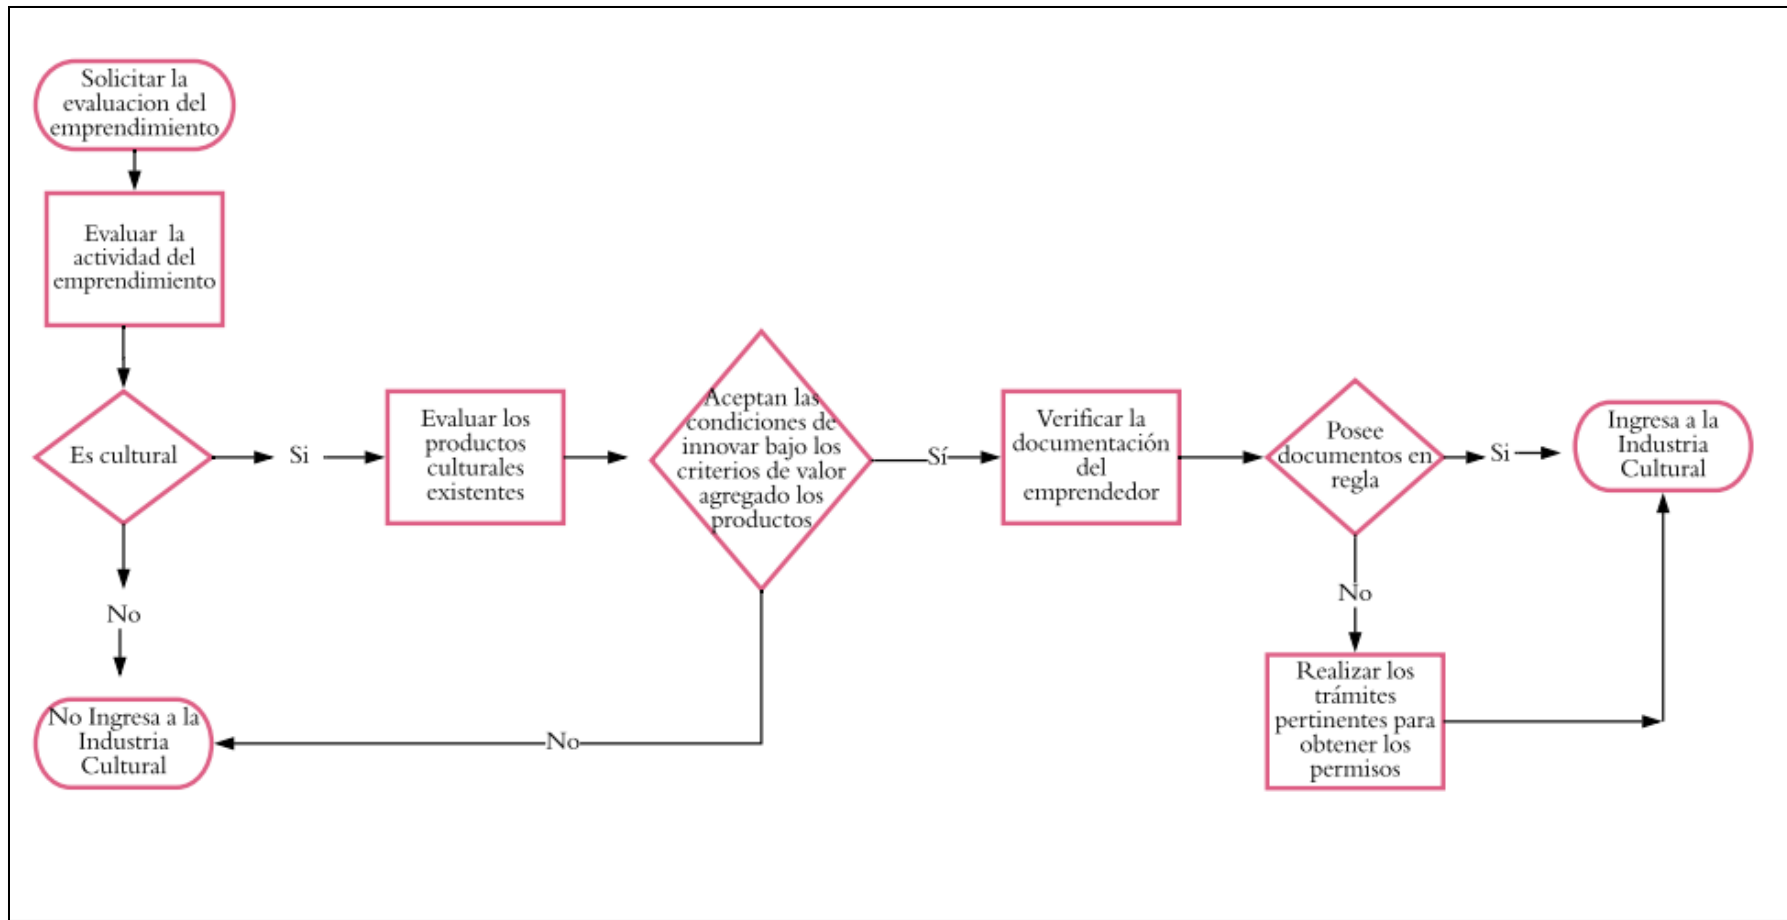 Solicitar la
evaluacion del
emprendimiento
Evaluar la
actividad del
emprendimiento
Es cultural
Si
Evaluar los
productos
culturales
existentes
Aceptan las
condiciones de
innovar bajo los
criterios de valor
agregado los
productos
Sí
Verificar la
documentación
del
emprendedor
Posee
documentos en
regla
Si
Ingresa a la
Industria
Cultural
No
No
Realizar los
trámites
pertinentes para
obtener los
permisos
No Ingresa a la
Industria
Cultural
No